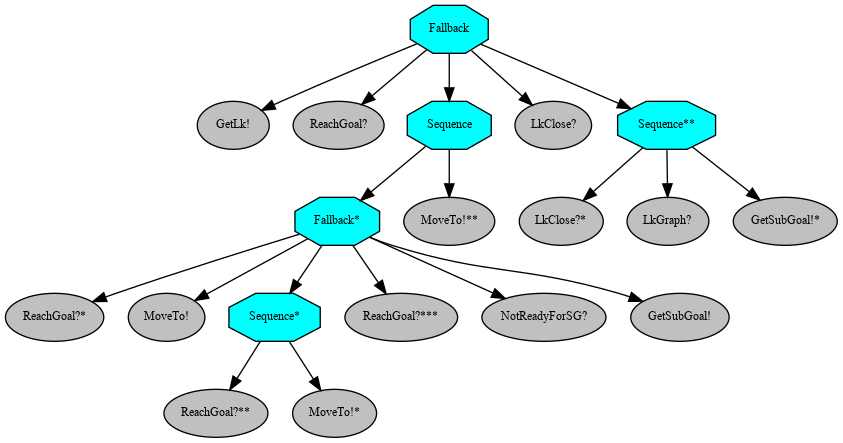 Fallback
GetLk!
ReachGoal?
Sequence
LkClose?
Sequence**
Fallback*
MoveTo!**
LkClose?*
LkGraph?
GetSubGoal!*
ReachGoal?*
MoveTo!
Sequence*
ReachGoal?***
NotReadyForSG?
GetSubGoal!
ReachGoal?**
MoveTo!*